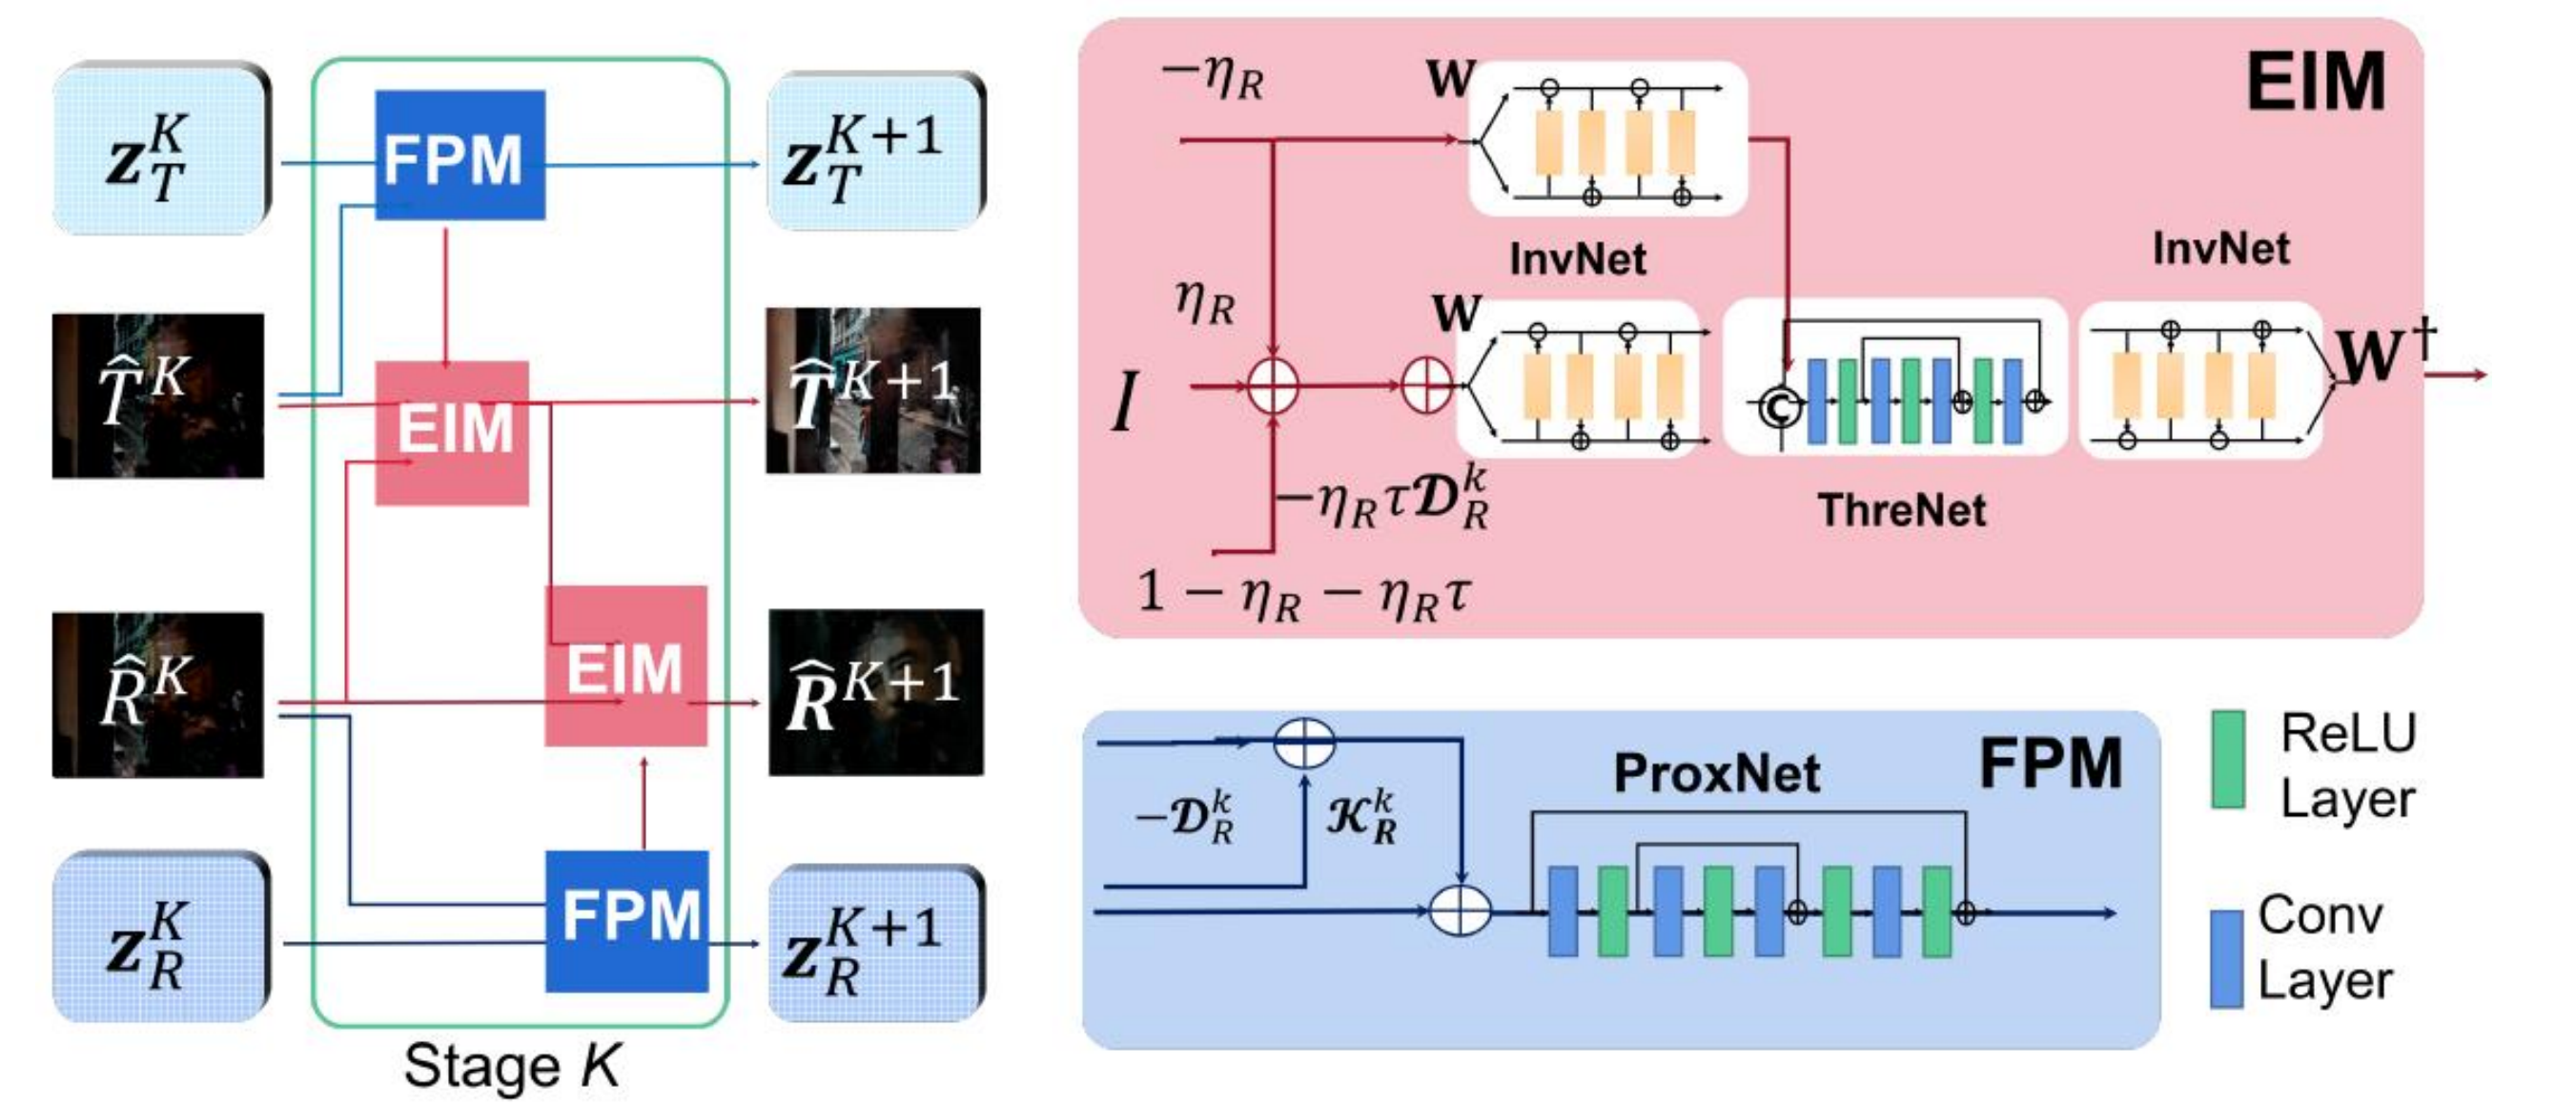 z_T^K
FPM
z_T^{K+1}
T̂^K
EIM
T̂^{K+1}
R̂^K
EIM
R̂^{K+1}
z_R^K
FPM
z_R^{K+1}
Stage K
EIM
−η_R
W
InvNet
InvNet
η_R
W
W^†
I
C
−η_R τ𝓓_R^k
ThreNet
1 − η_R − η_R τ
FPM
ProxNet
−𝓓_R^k
𝓚_R^k
ReLU
Layer
Conv
Layer